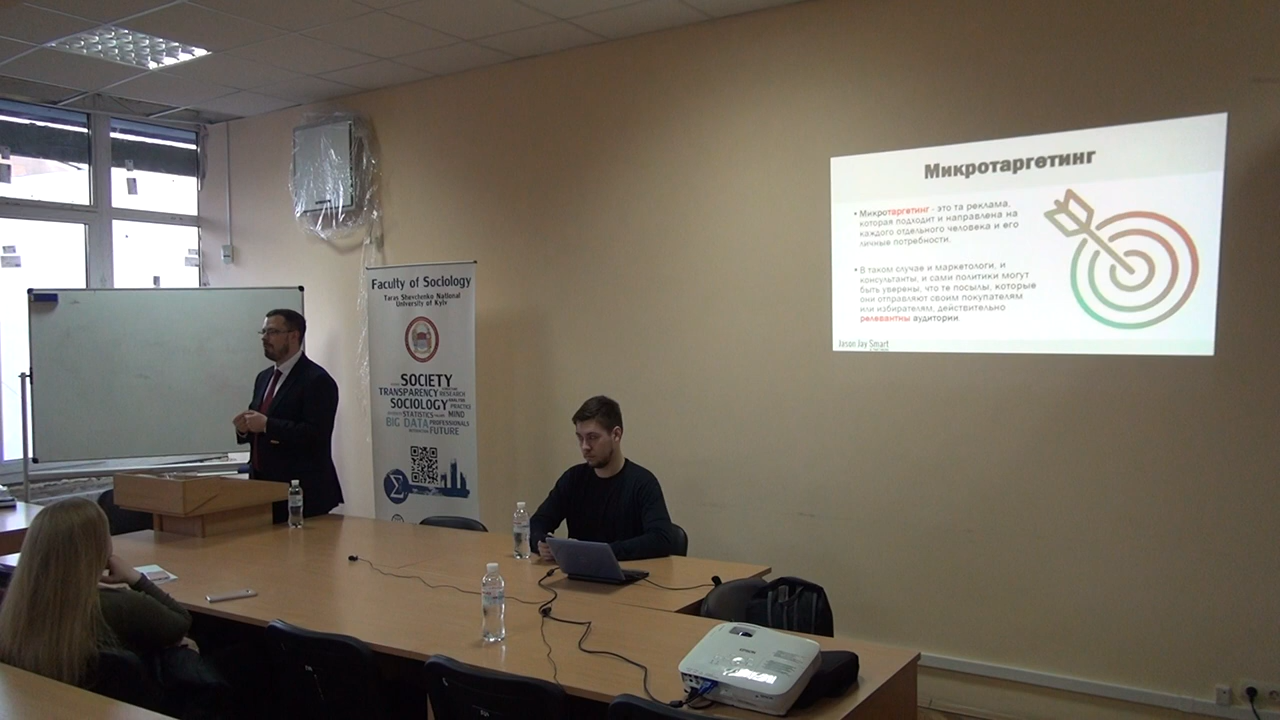 Faculty of Sociology
Taras Shevchenko National
University of Kyiv
SOCIETY
TRANSPARENCY RESEARCH
SOCIOLOGY PRACTICE
STATISTICS MIND
BIG DATA PROFESSIONALS
FUTURE
Σ
Микротаргетинг
• Микротаргетинг - это та реклама,
которая подходит и направлена на
каждого отдельного человека и его
личные потребности.
• В таком случае и маркетологи, и
консультанты, и сами политики могут
быть уверены, что те посылы, которые
они отправляют своим покупателям
или избирателям, действительно
релевантны аудитории.
Jason Jay Smart
EPSON